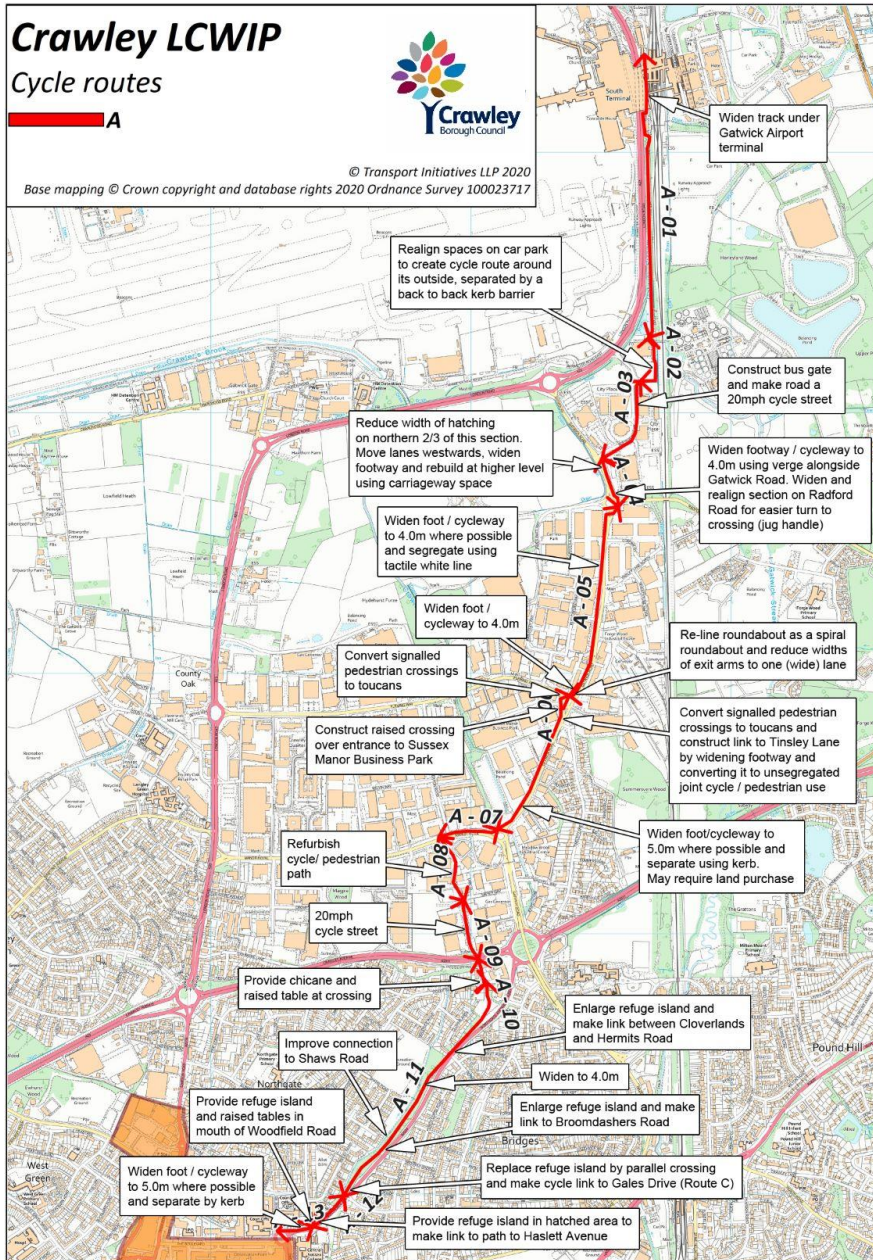 Crawley LCWIP
Cycle routes
A
Crawley
Borough Council
© Transport Initiatives LLP 2020
Base mapping © Crown copyright and database rights 2020 Ordnance Survey 100023717
South
Terminal
Widen track under
Gatwick Airport
terminal
A - 01
Realign spaces on car park
to create cycle route around
its outside, separated by a
back to back kerb barrier
A - 02
A - 03
Construct bus gate
and make road a
20mph cycle street
Reduce width of hatching
on northern 2/3 of this section.
Move lanes westwards, widen
footway and rebuild at higher level
using carriageway space
A - 04
Widen footway / cycleway to
4.0m using verge alongside
Gatwick Road. Widen and
realign section on Radford
Road for easier turn to
crossing (jug handle)
Widen foot / cycleway
to 4.0m where possible
and segregate using
tactile white line
A - 05
Widen foot /
cycleway to 4.0m
Re-line roundabout as a spiral
roundabout and reduce widths
of exit arms to one (wide) lane
County
Oak
Convert signalled
pedestrian crossings
to toucans
A - 06
Construct raised crossing
over entrance to Sussex
Manor Business Park
Convert signalled pedestrian
crossings to toucans and
construct link to Tinsley Lane
by widening footway and
converting it to unsegregated
joint cycle / pedestrian use
A - 07
Widen foot/cycleway to
5.0m where possible and
separate using kerb.
May require land purchase
Refurbish
cycle/ pedestrian
path
A - 08
20mph
cycle street
A - 09
Provide chicane and
raised table at crossing
A - 10
Enlarge refuge island and
make link between Cloverlands
and Hermits Road
Pound Hill
Improve connection
to Shaws Road
A - 11
Widen to 4.0m
Northgate
Provide refuge island
and raised tables in
mouth of Woodfield Road
Enlarge refuge island and make
link to Broomdashers Road
Bridges
West
Green
Widen foot / cycleway
to 5.0m where possible
and separate by kerb
Replace refuge island by parallel crossing
and make cycle link to Gales Drive (Route C)
A - 12
13
Provide refuge island in hatched area to
make link to path to Haslett Avenue